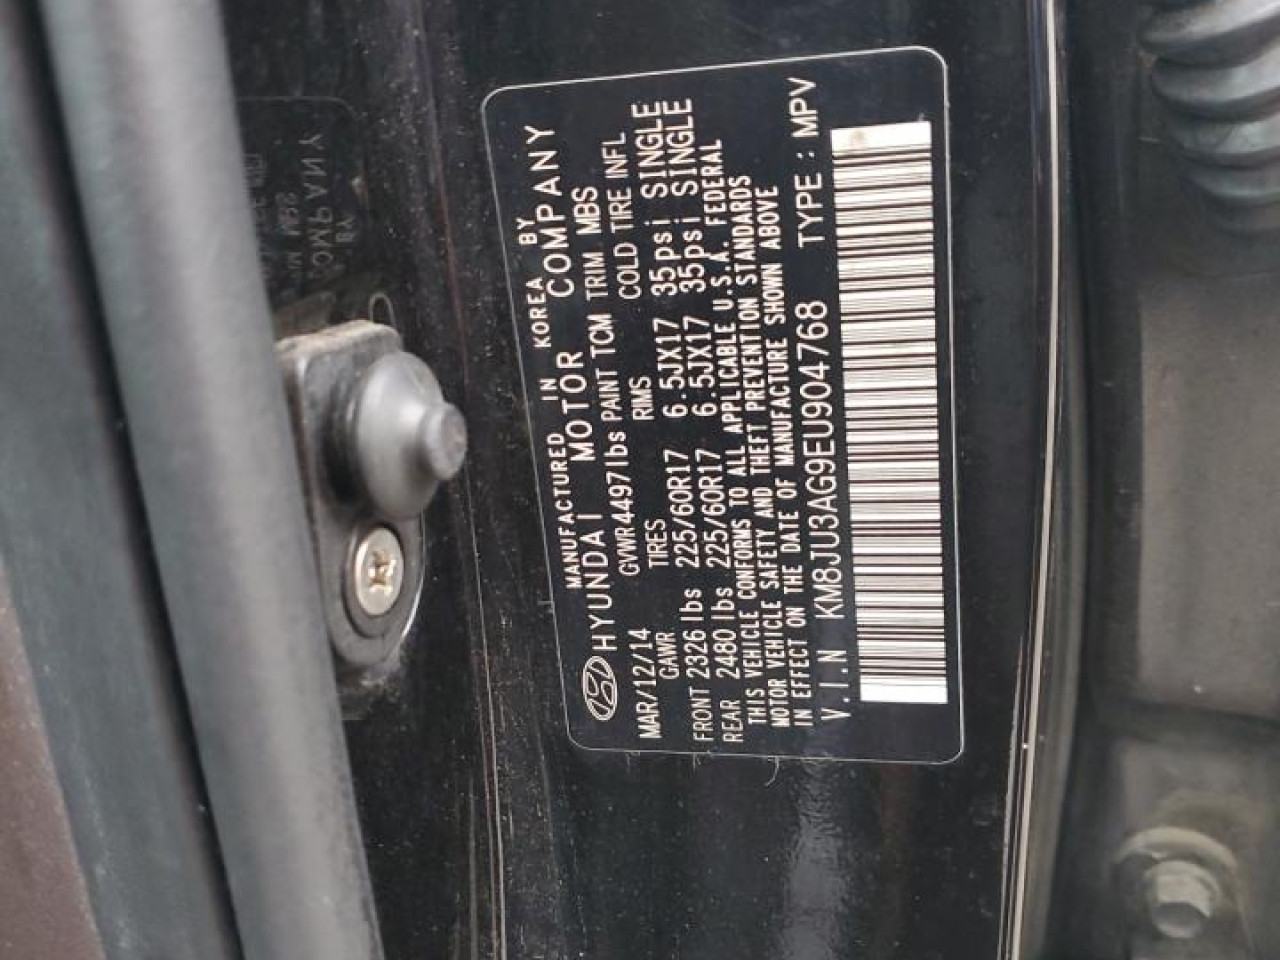 MANUFACTURED IN KOREA BY
HYUNDAI MOTOR COMPANY
MAR/12/14 GVWR4497lbs PAINT TCM TRIM MBS
GAWR TIRES RIMS COLD TIRE INFL
FRONT 2326 lbs 225/60R17 6.5JX17 35psi SINGLE
REAR 2480 lbs 225/60R17 6.5JX17 35psi SINGLE
THIS VEHICLE CONFORMS TO ALL APPLICABLE U.S.A. FEDERAL
MOTOR VEHICLE SAFETY AND THEFT PREVENTION STANDARDS
IN EFFECT ON THE DATE OF MANUFACTURE SHOWN ABOVE
V.I.N KM8JU3AG9EU904768 TYPE : MPV